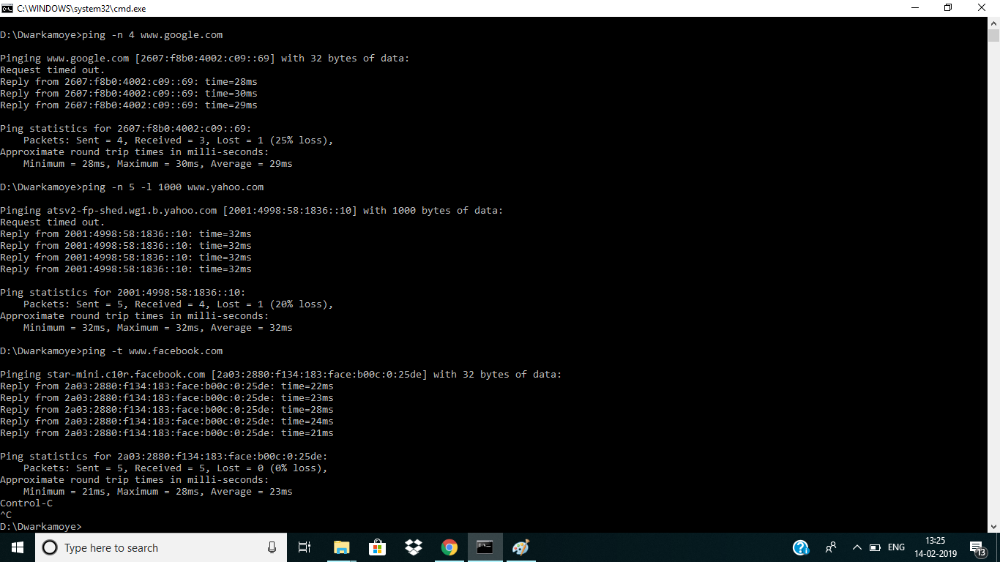 C:\WINDOWS\system32\cmd.exe
D:\Dwarkamoye>ping -n 4 www.google.com
Pinging www.google.com [2607:f8b0:4002:c09::69] with 32 bytes of data:
Request timed out.
Reply from 2607:f8b0:4002:c09::69: time=28ms
Reply from 2607:f8b0:4002:c09::69: time=30ms
Reply from 2607:f8b0:4002:c09::69: time=29ms
Ping statistics for 2607:f8b0:4002:c09::69:
    Packets: Sent = 4, Received = 3, Lost = 1 (25% loss),
Approximate round trip times in milli-seconds:
    Minimum = 28ms, Maximum = 30ms, Average = 29ms
D:\Dwarkamoye>ping -n 5 -l 1000 www.yahoo.com
Pinging atsv2-fp-shed.wg1.b.yahoo.com [2001:4998:58:1836::10] with 1000 bytes of data:
Request timed out.
Reply from 2001:4998:58:1836::10: time=32ms
Reply from 2001:4998:58:1836::10: time=32ms
Reply from 2001:4998:58:1836::10: time=32ms
Reply from 2001:4998:58:1836::10: time=32ms
Ping statistics for 2001:4998:58:1836::10:
    Packets: Sent = 5, Received = 4, Lost = 1 (20% loss),
Approximate round trip times in milli-seconds:
    Minimum = 32ms, Maximum = 32ms, Average = 32ms
D:\Dwarkamoye>ping -t www.facebook.com
Pinging star-mini.c10r.facebook.com [2a03:2880:f134:183:face:b00c:0:25de] with 32 bytes of data:
Reply from 2a03:2880:f134:183:face:b00c:0:25de: time=22ms
Reply from 2a03:2880:f134:183:face:b00c:0:25de: time=23ms
Reply from 2a03:2880:f134:183:face:b00c:0:25de: time=28ms
Reply from 2a03:2880:f134:183:face:b00c:0:25de: time=24ms
Reply from 2a03:2880:f134:183:face:b00c:0:25de: time=21ms
Ping statistics for 2a03:2880:f134:183:face:b00c:0:25de:
    Packets: Sent = 5, Received = 5, Lost = 0 (0% loss),
Approximate round trip times in milli-seconds:
    Minimum = 21ms, Maximum = 28ms, Average = 23ms
Control-C
^C
D:\Dwarkamoye>
Type here to search
ENG
13:25
14-02-2019
13